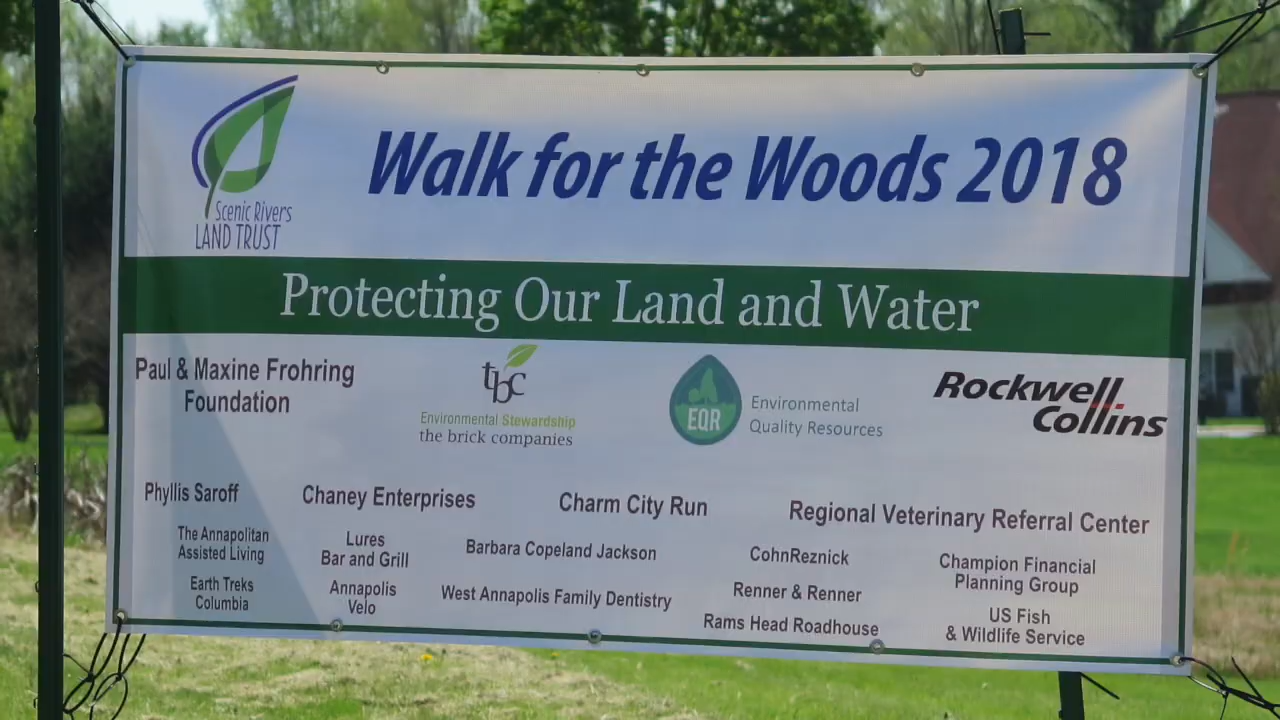 Walk for the Woods 2018
Scenic Rivers
LAND TRUST
Protecting Our Land and Water
Paul & Maxine Frohring
Foundation
tbc
Environmental Stewardship
the brick companies
EQR
Environmental
Quality Resources
Rockwell
Collins
Phyllis Saroff
Chaney Enterprises
Charm City Run
Regional Veterinary Referral Center
The Annapolitan
Assisted Living
Lures
Bar and Grill
Barbara Copeland Jackson
CohnReznick
Champion Financial
Planning Group
Earth Treks
Columbia
Annapolis
Velo
West Annapolis Family Dentistry
Renner & Renner
Rams Head Roadhouse
US Fish
& Wildlife Service